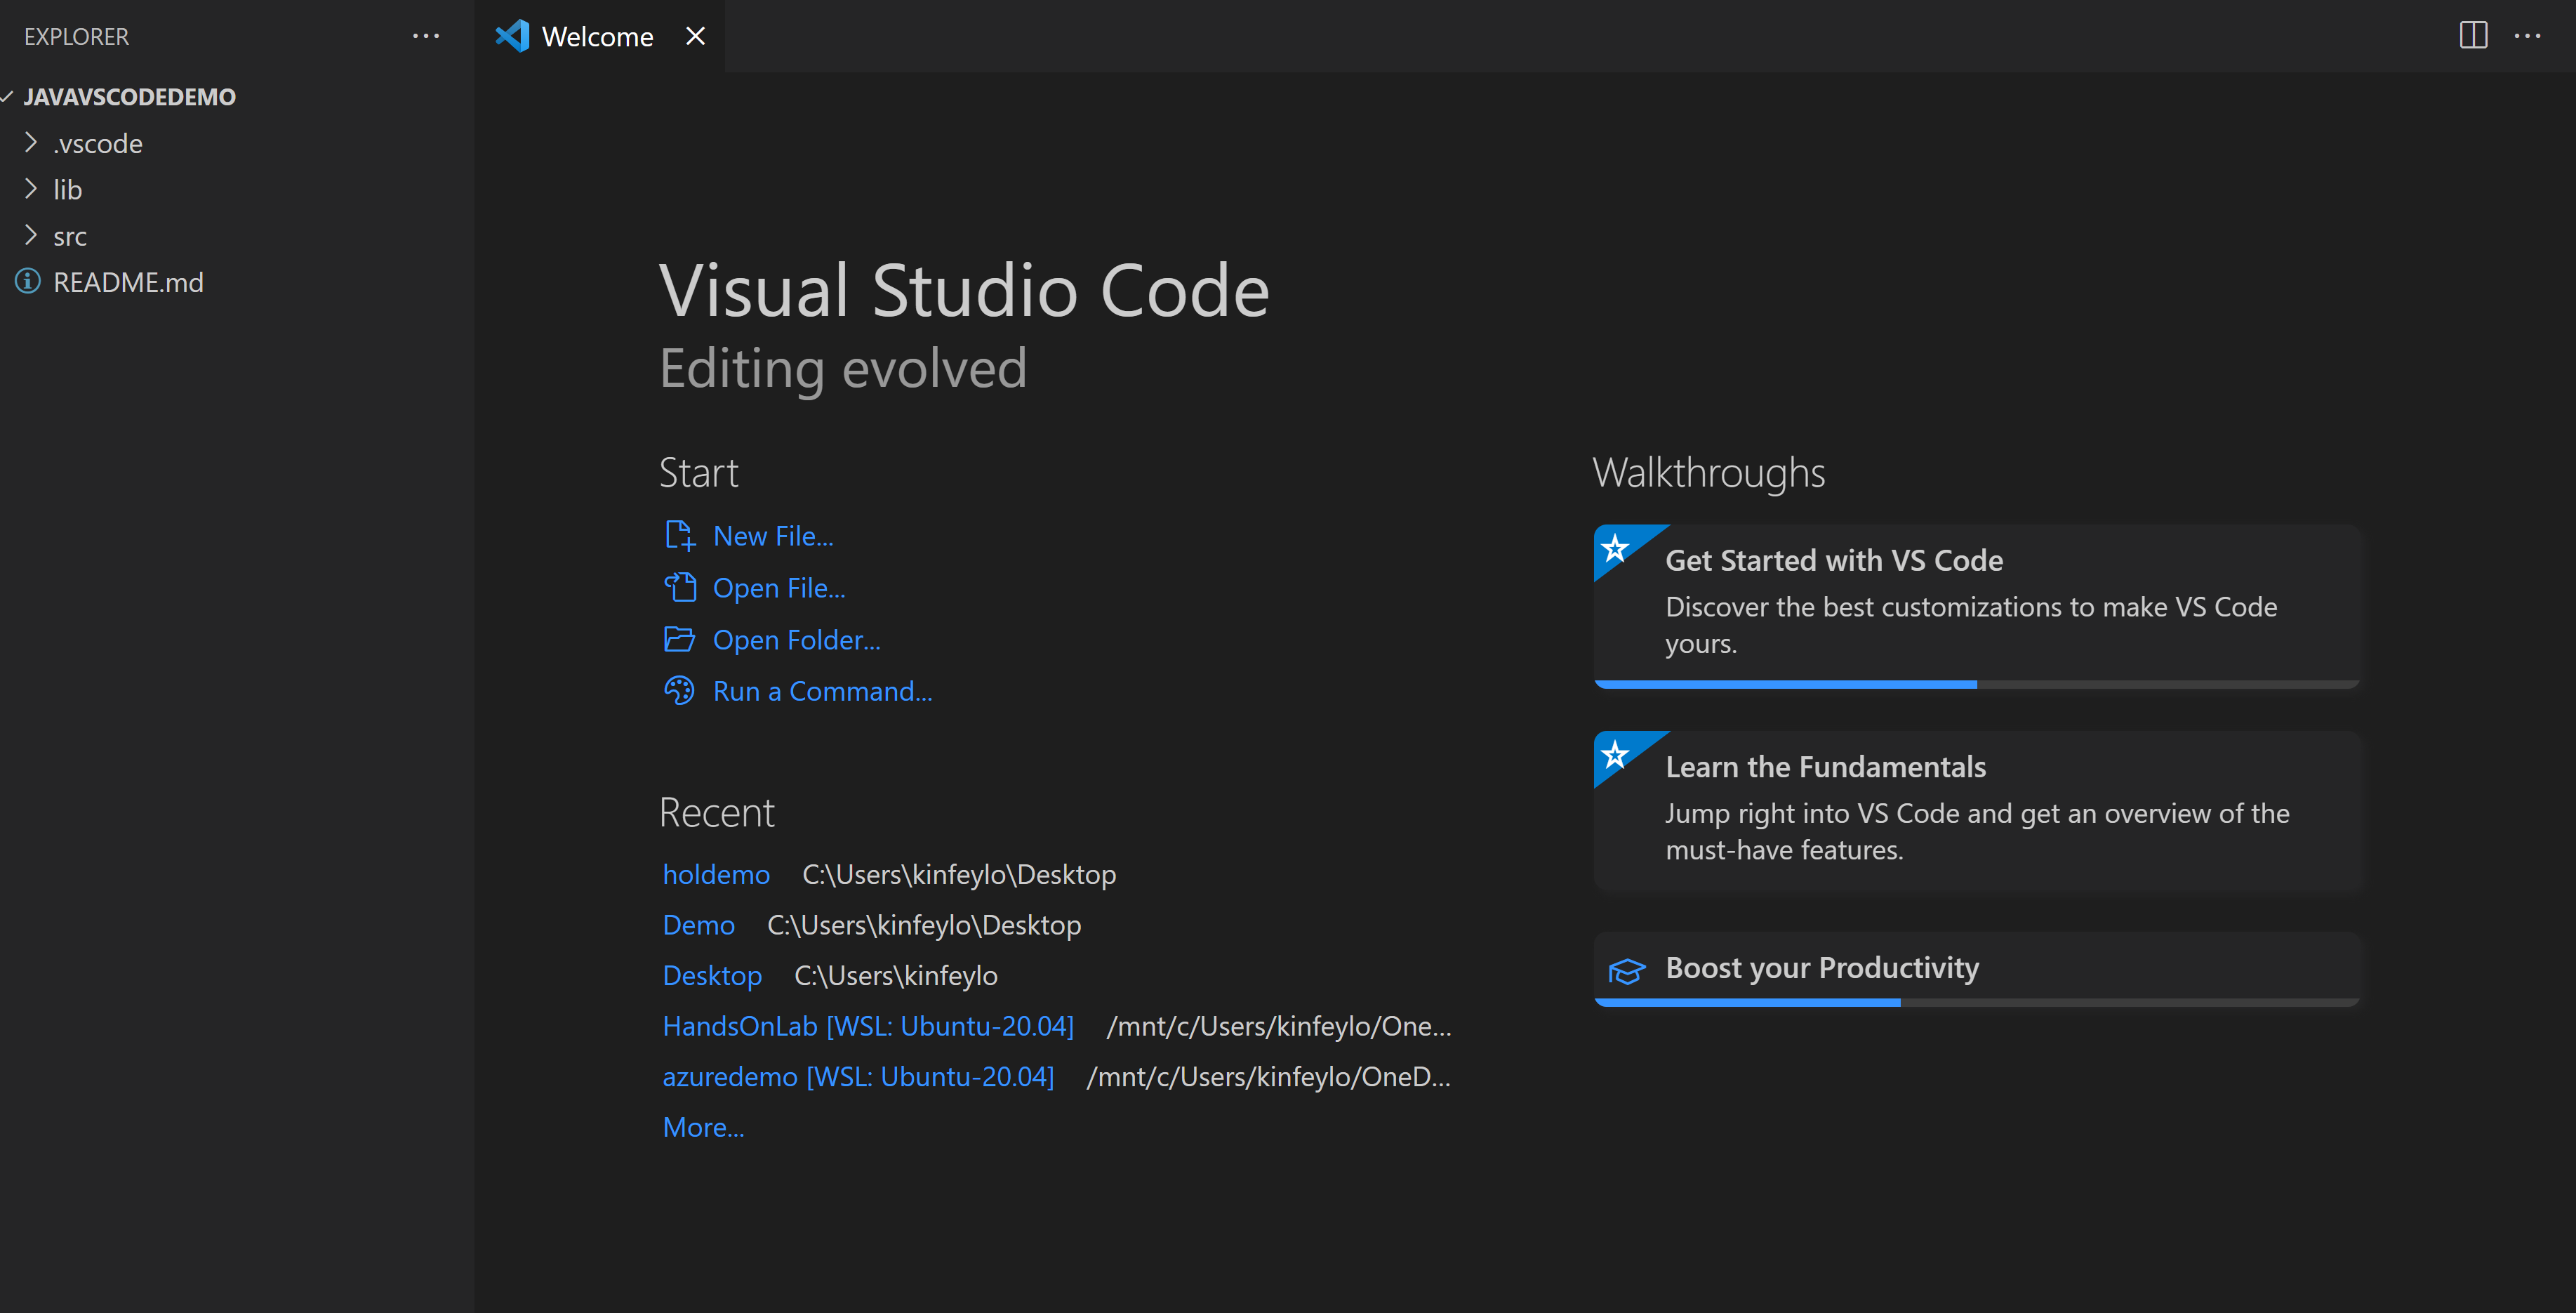 EXPLORER
JAVAVSCODEDEMO
.vscode
lib
src
README.md
Welcome
Visual Studio Code
Editing evolved
Start
New File...
Open File...
Open Folder...
Run a Command...
Recent
holdemo C:\Users\kinfeylo\Desktop
Demo C:\Users\kinfeylo\Desktop
Desktop C:\Users\kinfeylo
HandsOnLab [WSL: Ubuntu-20.04] /mnt/c/Users/kinfeylo/One...
azuredemo [WSL: Ubuntu-20.04] /mnt/c/Users/kinfeylo/OneD...
More...
Walkthroughs
Get Started with VS Code
Discover the best customizations to make VS Code
yours.
Learn the Fundamentals
Jump right into VS Code and get an overview of the
must-have features.
Boost your Productivity